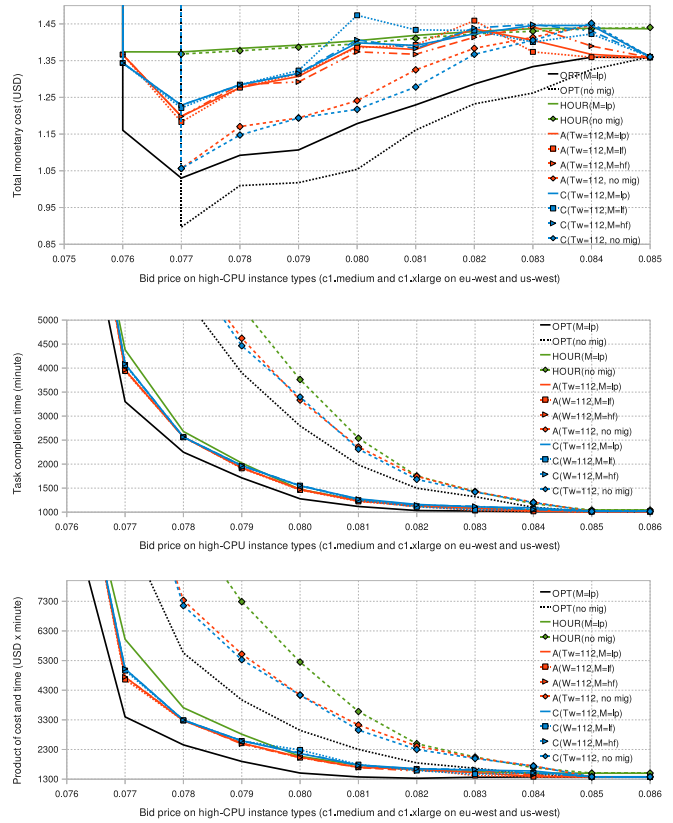 Total monetary cost (USD)
1.45
1.35
1.25
1.15
1.05
0.95
0.85
0.075
0.076
0.077
0.078
0.079
0.080
0.081
0.082
0.083
0.084
0.085
Bid price on high-CPU instance types (c1.medium and c1.xlarge on eu-west and us-west)
OPT(M=lp)
OPT(no mig)
HOUR(M=lp)
HOUR(no mig)
A(Tw=112,M=lp)
A(Tw=112,M=lf)
A(Tw=112,M=hf)
A(Tw=112, no mig)
C(Tw=112,M=lp)
C(Tw=112,M=lf)
C(Tw=112,M=hf)
C(Tw=112, no mig)
Task completion time (minute)
5000
4500
4000
3500
3000
2500
2000
1500
1000
0.076
0.077
0.078
0.079
0.080
0.081
0.082
0.083
0.084
0.085
0.086
Bid price on high-CPU instance types (c1.medium and c1.xlarge on eu-west and us-west)
OPT(M=lp)
OPT(no mig)
HOUR(M=lp)
HOUR(no mig)
A(Tw=112,M=lp)
A(W=112,M=lf)
A(W=112,M=hf)
A(Tw=112, no mig)
C(Tw=112,M=lp)
C(W=112,M=lf)
C(W=112,M=hf)
C(Tw=112, no mig)
Product of cost and time (USD x minute)
7300
6300
5300
4300
3300
2300
1300
0.076
0.077
0.078
0.079
0.080
0.081
0.082
0.083
0.084
0.085
0.086
Bid price on high-CPU instance types (c1.medium and c1.xlarge on eu-west and us-west)
OPT(M=lp)
OPT(no mig)
HOUR(M=lp)
HOUR(no mig)
A(Tw=112,M=lp)
A(W=112,M=lf)
A(W=112,M=hf)
A(Tw=112, no mig)
C(Tw=112,M=lp)
C(W=112,M=lf)
C(W=112,M=hf)
C(Tw=112, no mig)